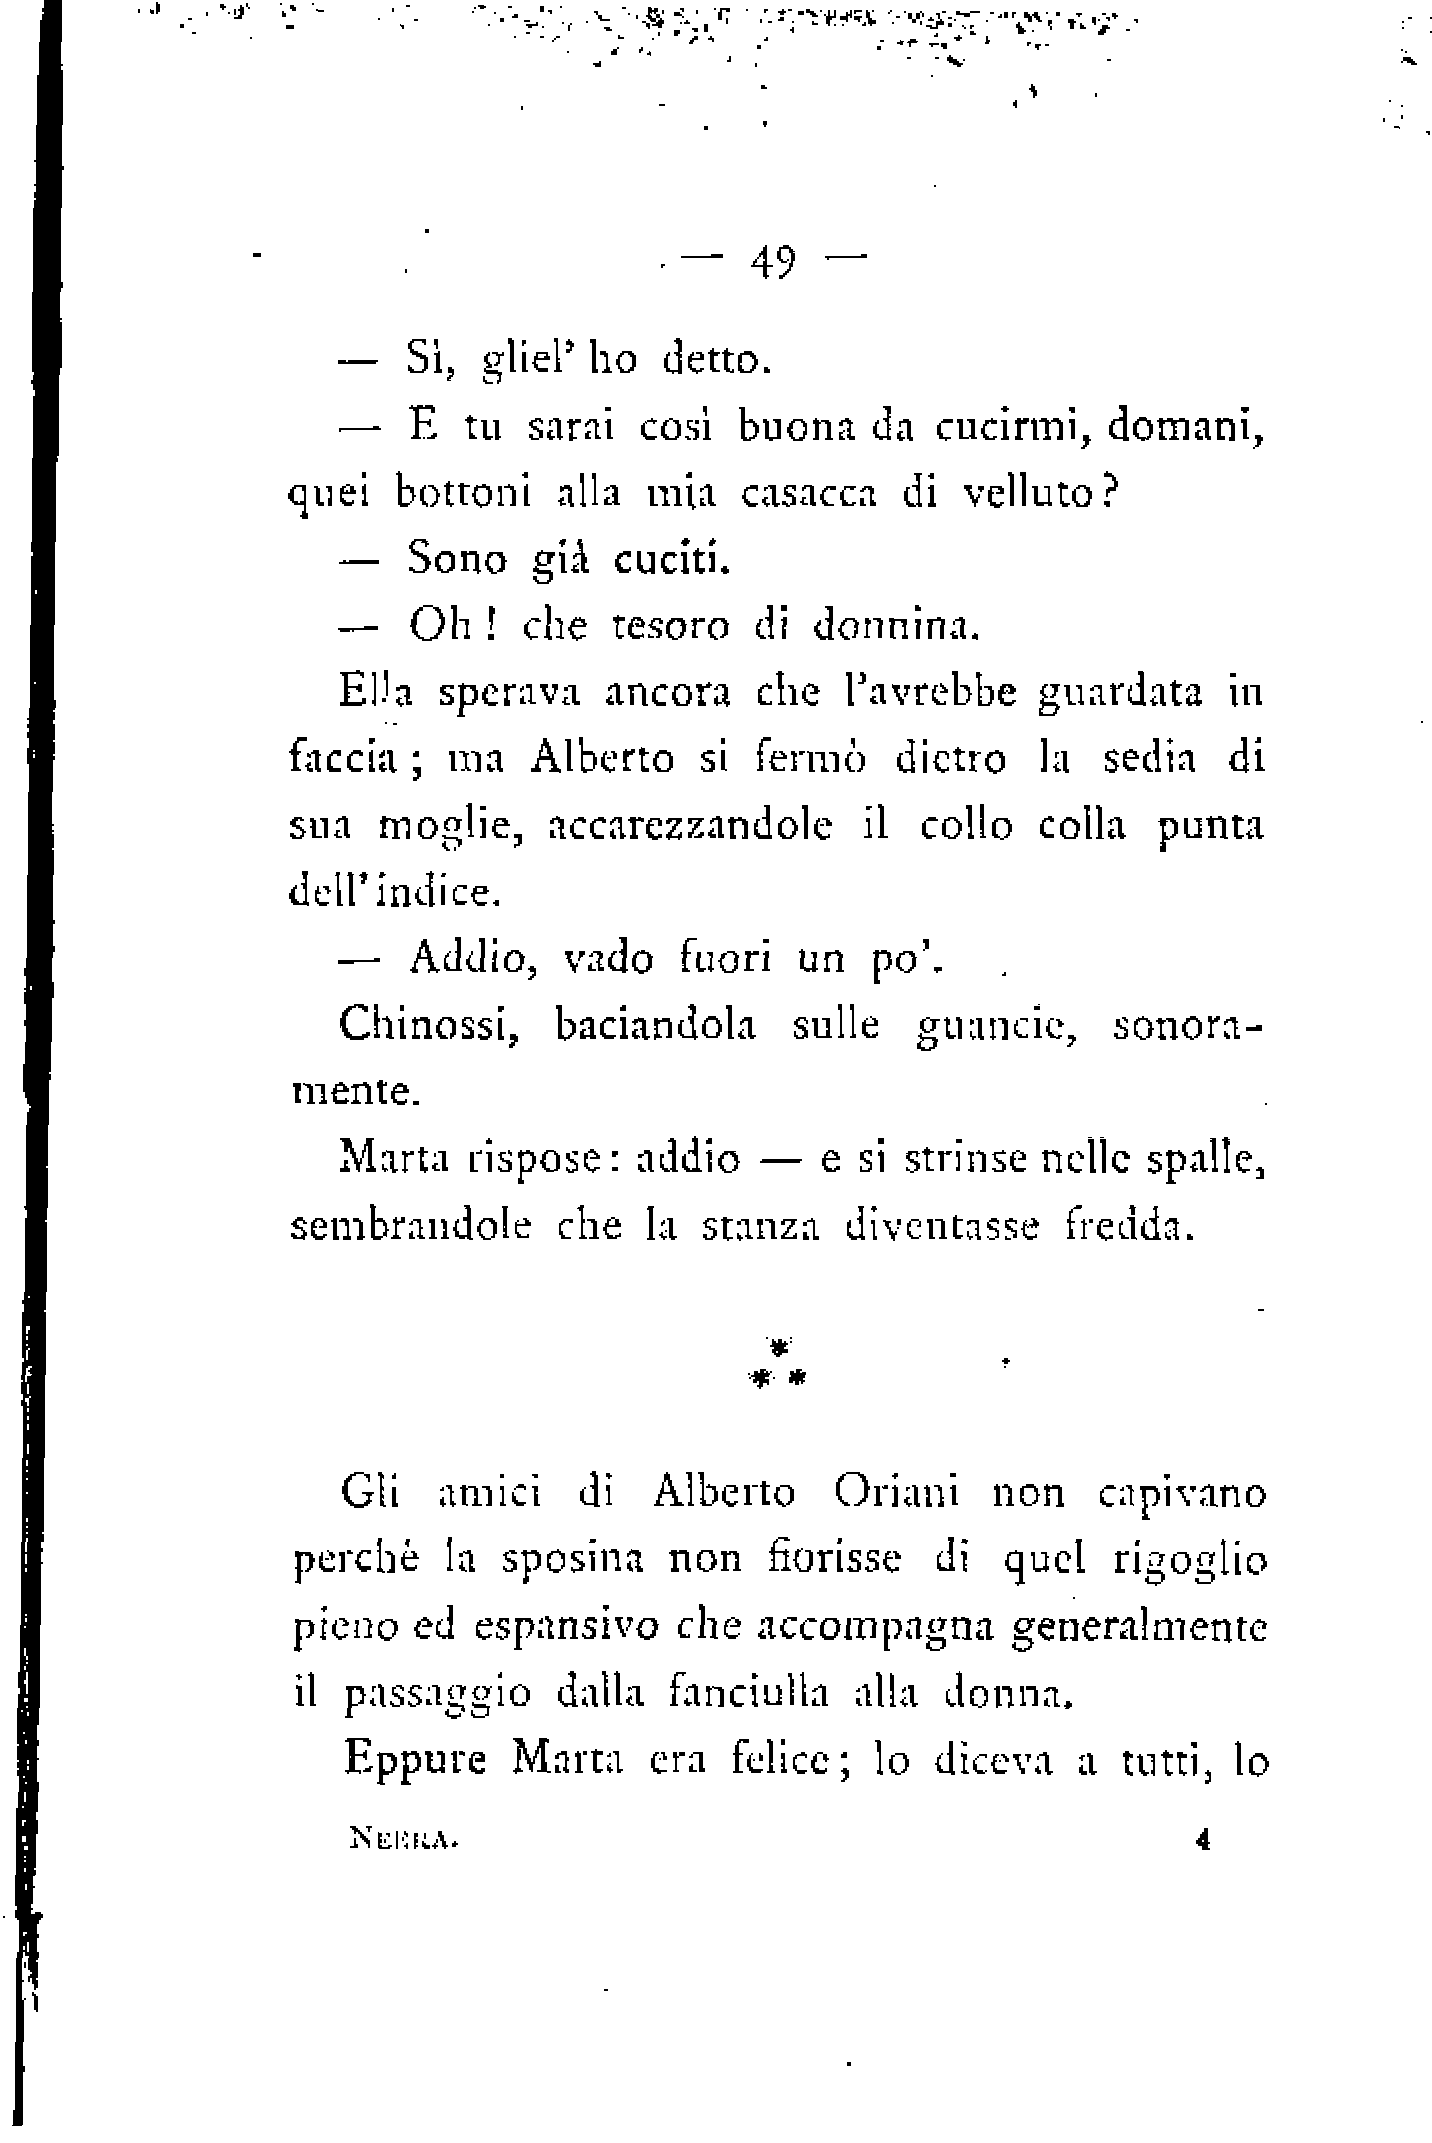 — 49 —
— Sì, gliel' ho detto.
— E tu sarai così buona da cucirmi, domani,
quei bottoni alla mia casacca di velluto?
— Sono già cuciti.
— Oh! che tesoro di donnina.
Ella sperava ancora che l'avrebbe guardata in
faccia; ma Alberto si fermò dietro la sedia di
sua moglie, accarezzandole il collo colla punta
dell'indice.
— Addio, vado fuori un po'.
Chinossi, baciandola sulle guancie, sonora-
mente.
Marta rispose: addio — e si strinse nelle spalle,
sembrandole che la stanza diventasse fredda.
*
* *
Gli amici di Alberto Oriani non capivano
perchè la sposina non fiorisse di quel rigoglio
pieno ed espansivo che accompagna generalmente
il passaggio dalla fanciulla alla donna.
Eppure Marta era felice; lo diceva a tutti, lo
NEERA. 4